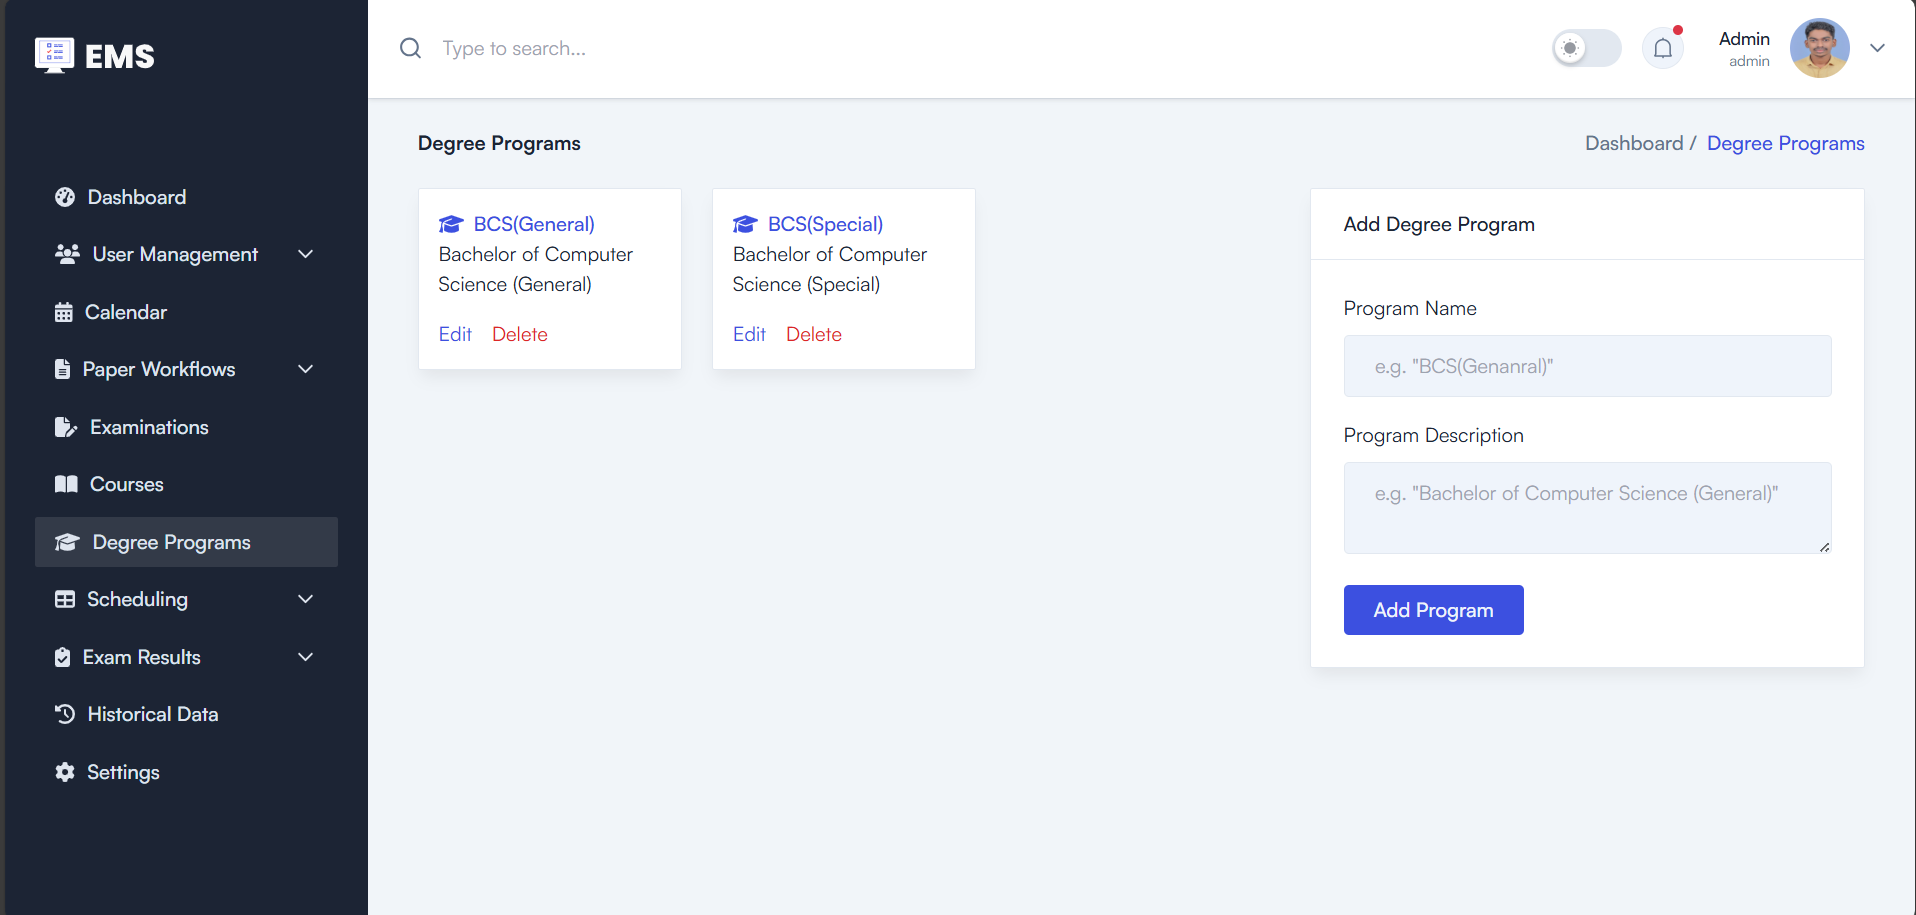 EMS
Dashboard
User Management
Calendar
Paper Workflows
Examinations
Courses
Degree Programs
Scheduling
Exam Results
Historical Data
Settings
Type to search...
Admin
admin
Degree Programs
Dashboard / Degree Programs
BCS(General)
Bachelor of Computer
Science (General)
Edit Delete
BCS(Special)
Bachelor of Computer
Science (Special)
Edit Delete
Add Degree Program
Program Name
e.g. "BCS(Genanral)"
Program Description
e.g. "Bachelor of Computer Science (General)"
Add Program